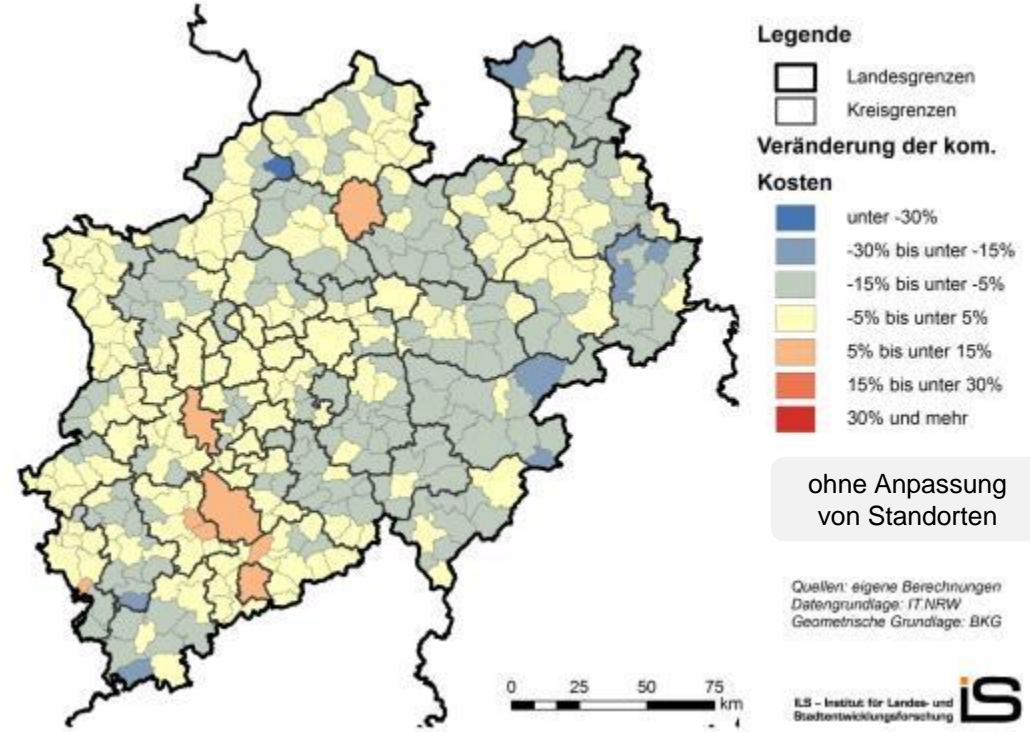 Legende
Landesgrenzen
Kreisgrenzen
Veränderung der kom.
Kosten
unter -30%
-30% bis unter -15%
-15% bis unter -5%
-5% bis unter 5%
5% bis unter 15%
15% bis unter 30%
30% und mehr
ohne Anpassung
von Standorten
Quellen: eigene Berechnungen
Datengrundlage: IT.NRW
Geometrische Grundlage: BKG
0 25 50 75
km
ILS – Institut für Landes- und
Stadtentwicklungsforschung
iLS